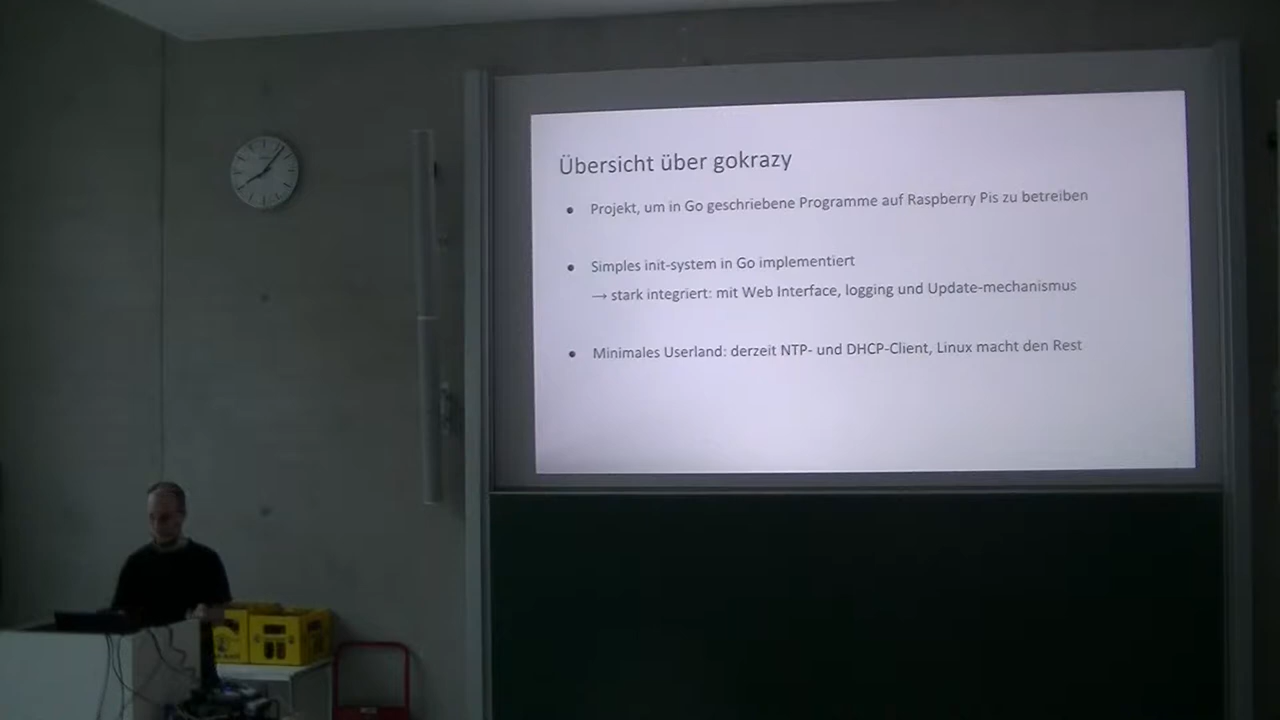 Übersicht über gokrazy
● Projekt, um in Go geschriebene Programme auf Raspberry Pis zu betreiben
● Simples init-system in Go implementiert
→ stark integriert: mit Web Interface, logging und Update-mechanismus
● Minimales Userland: derzeit NTP- und DHCP-Client, Linux macht den Rest